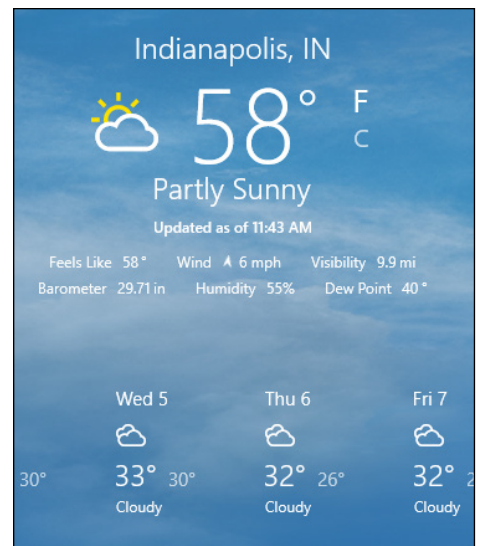 Indianapolis, IN
58° F
C
Partly Sunny
Updated as of 11:43 AM
Feels Like 58° Wind 6 mph Visibility 9.9 mi
Barometer 29.71 in Humidity 55% Dew Point 40°
Wed 5 Thu 6 Fri 7
30° 33° 30° 32° 26° 32° 2
Cloudy Cloudy Cloudy